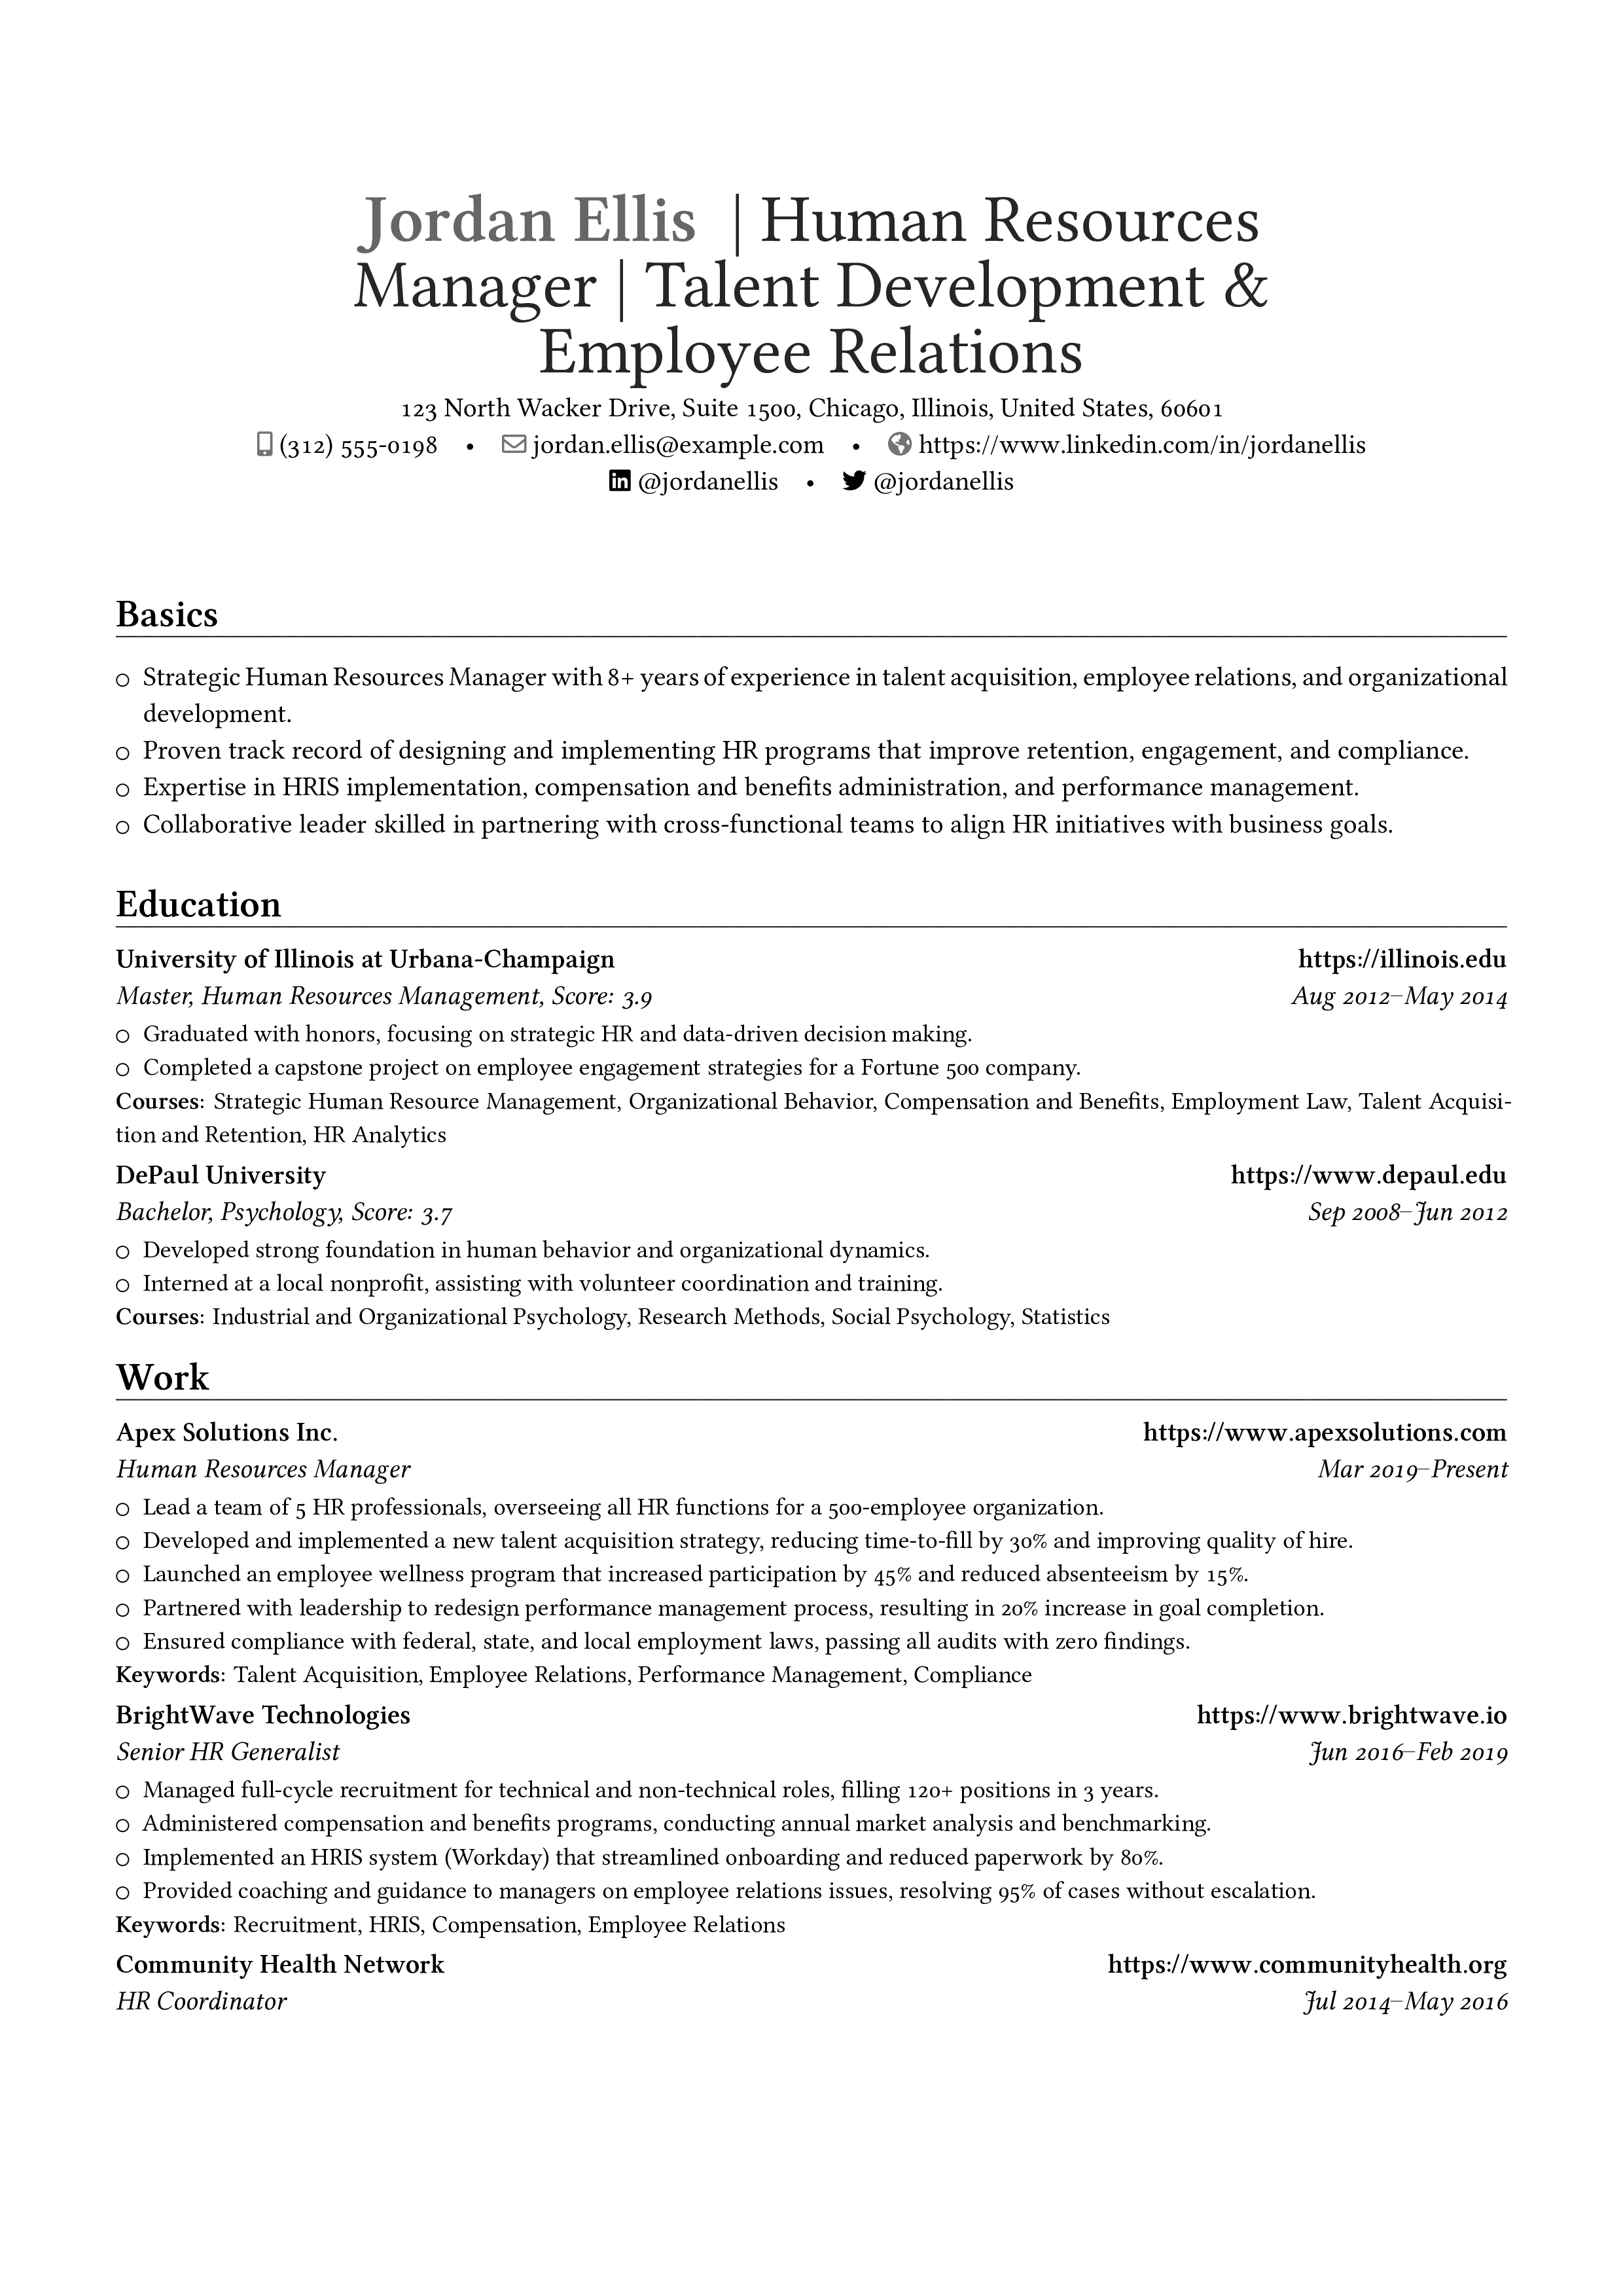 Jordan Ellis | Human Resources
Manager | Talent Development &
Employee Relations
123 North Wacker Drive, Suite 1500, Chicago, Illinois, United States, 60601
(312) 555-0198 • jordan.ellis@example.com • https://www.linkedin.com/in/jordanellis
@jordanellis • @jordanellis
Basics
Strategic Human Resources Manager with 8+ years of experience in talent acquisition, employee relations, and organizational
development.
Proven track record of designing and implementing HR programs that improve retention, engagement, and compliance.
Expertise in HRIS implementation, compensation and benefits administration, and performance management.
Collaborative leader skilled in partnering with cross-functional teams to align HR initiatives with business goals.
Education
University of Illinois at Urbana-Champaign https://illinois.edu
Master, Human Resources Management, Score: 3.9 Aug 2012–May 2014
Graduated with honors, focusing on strategic HR and data-driven decision making.
Completed a capstone project on employee engagement strategies for a Fortune 500 company.
Courses: Strategic Human Resource Management, Organizational Behavior, Compensation and Benefits, Employment Law, Talent Acquisi-
tion and Retention, HR Analytics
DePaul University https://www.depaul.edu
Bachelor, Psychology, Score: 3.7 Sep 2008–Jun 2012
Developed strong foundation in human behavior and organizational dynamics.
Interned at a local nonprofit, assisting with volunteer coordination and training.
Courses: Industrial and Organizational Psychology, Research Methods, Social Psychology, Statistics
Work
Apex Solutions Inc. https://www.apexsolutions.com
Human Resources Manager Mar 2019–Present
Lead a team of 5 HR professionals, overseeing all HR functions for a 500-employee organization.
Developed and implemented a new talent acquisition strategy, reducing time-to-fill by 30% and improving quality of hire.
Launched an employee wellness program that increased participation by 45% and reduced absenteeism by 15%.
Partnered with leadership to redesign performance management process, resulting in 20% increase in goal completion.
Ensured compliance with federal, state, and local employment laws, passing all audits with zero findings.
Keywords: Talent Acquisition, Employee Relations, Performance Management, Compliance
BrightWave Technologies https://www.brightwave.io
Senior HR Generalist Jun 2016–Feb 2019
Managed full-cycle recruitment for technical and non-technical roles, filling 120+ positions in 3 years.
Administered compensation and benefits programs, conducting annual market analysis and benchmarking.
Implemented an HRIS system (Workday) that streamlined onboarding and reduced paperwork by 80%.
Provided coaching and guidance to managers on employee relations issues, resolving 95% of cases without escalation.
Keywords: Recruitment, HRIS, Compensation, Employee Relations
Community Health Network https://www.communityhealth.org
HR Coordinator Jul 2014–May 2016